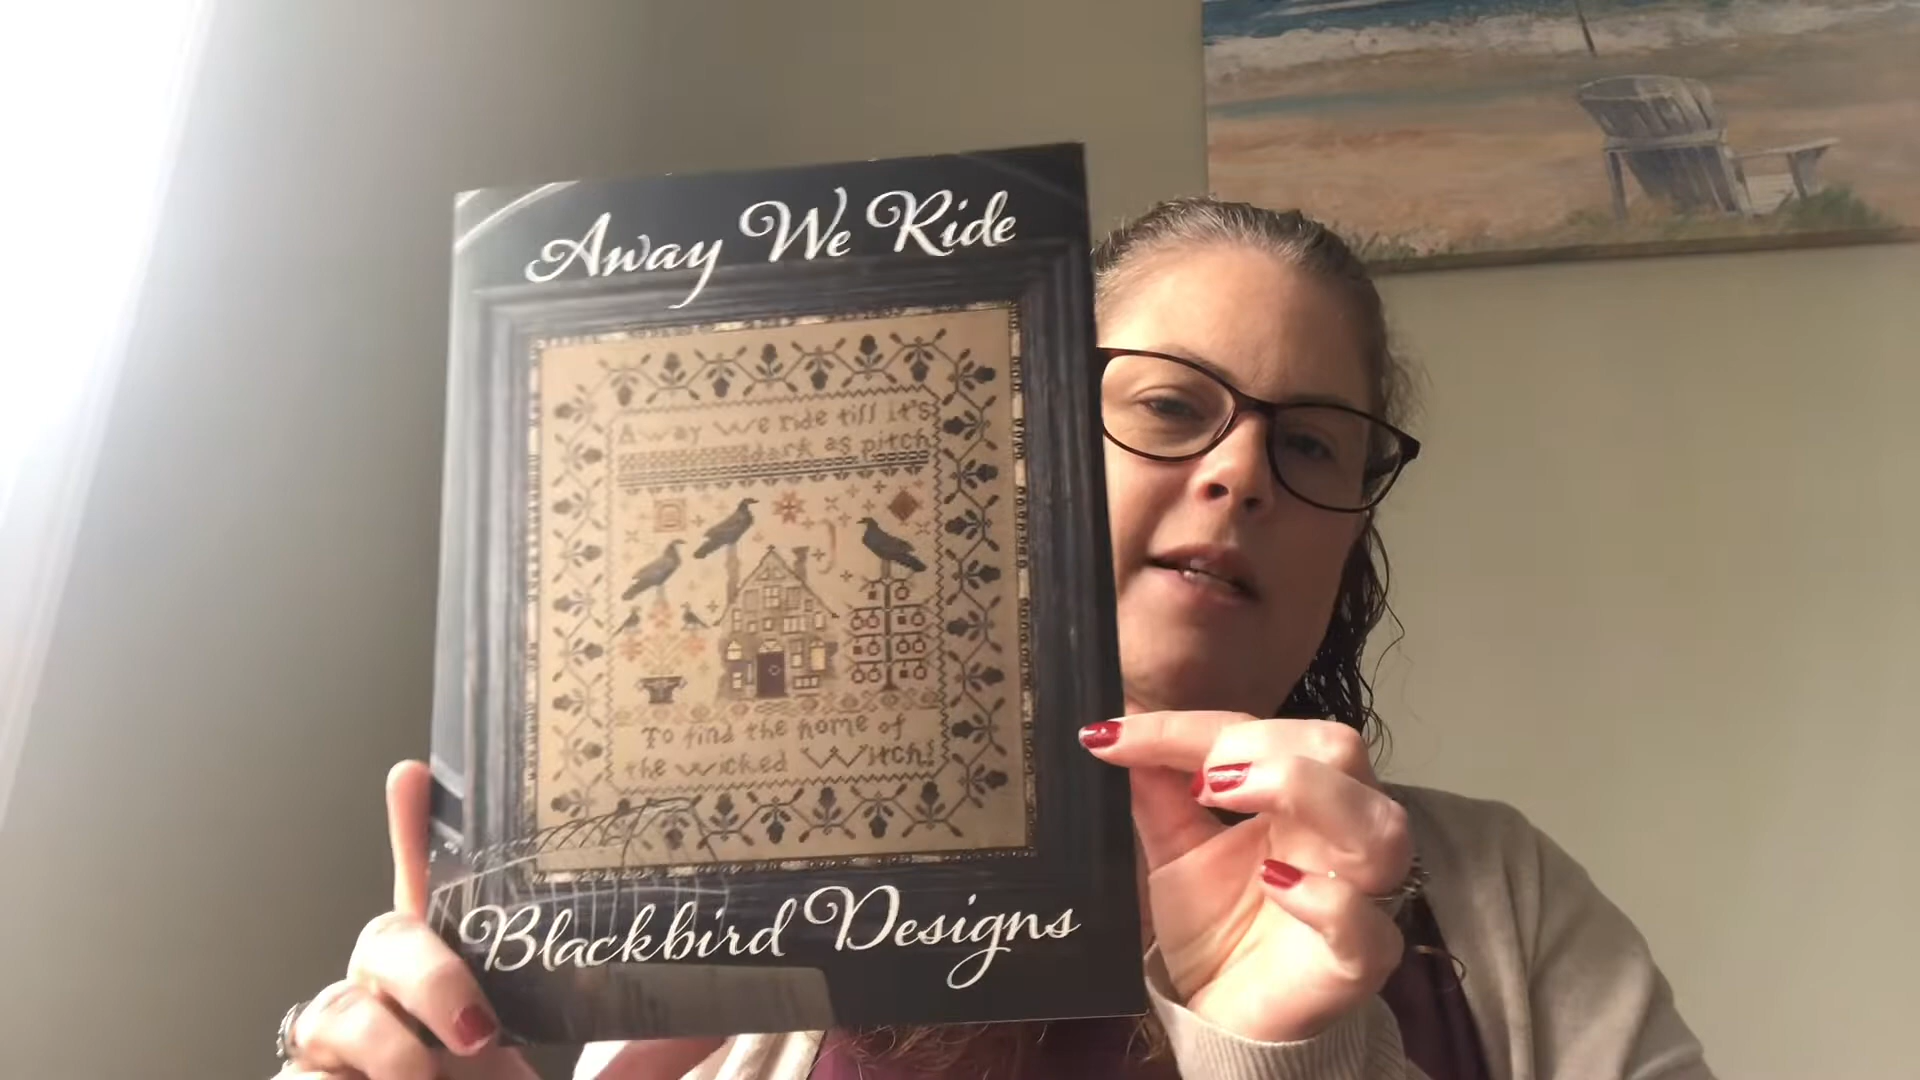 Away We Ride
Away we ride till it's
dark as pitch
To find the home of
the wicked Witch!
Blackbird Designs